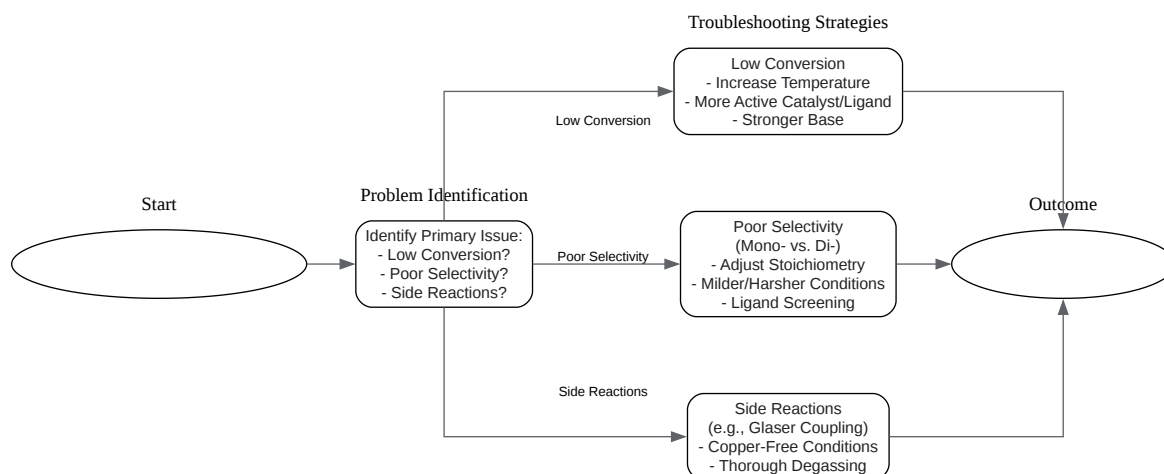 Troubleshooting Strategies
Low Conversion
- Increase Temperature
- More Active Catalyst/Ligand
- Stronger Base
Low Conversion
Start
Problem Identification
Outcome
Identify Primary Issue:
- Low Conversion?
- Poor Selectivity?
- Side Reactions?
Poor Selectivity
Poor Selectivity
(Mono- vs. Di-)
- Adjust Stoichiometry
- Milder/Harsher Conditions
- Ligand Screening
Side Reactions
Side Reactions
(e.g., Glaser Coupling)
- Copper-Free Conditions
- Thorough Degassing